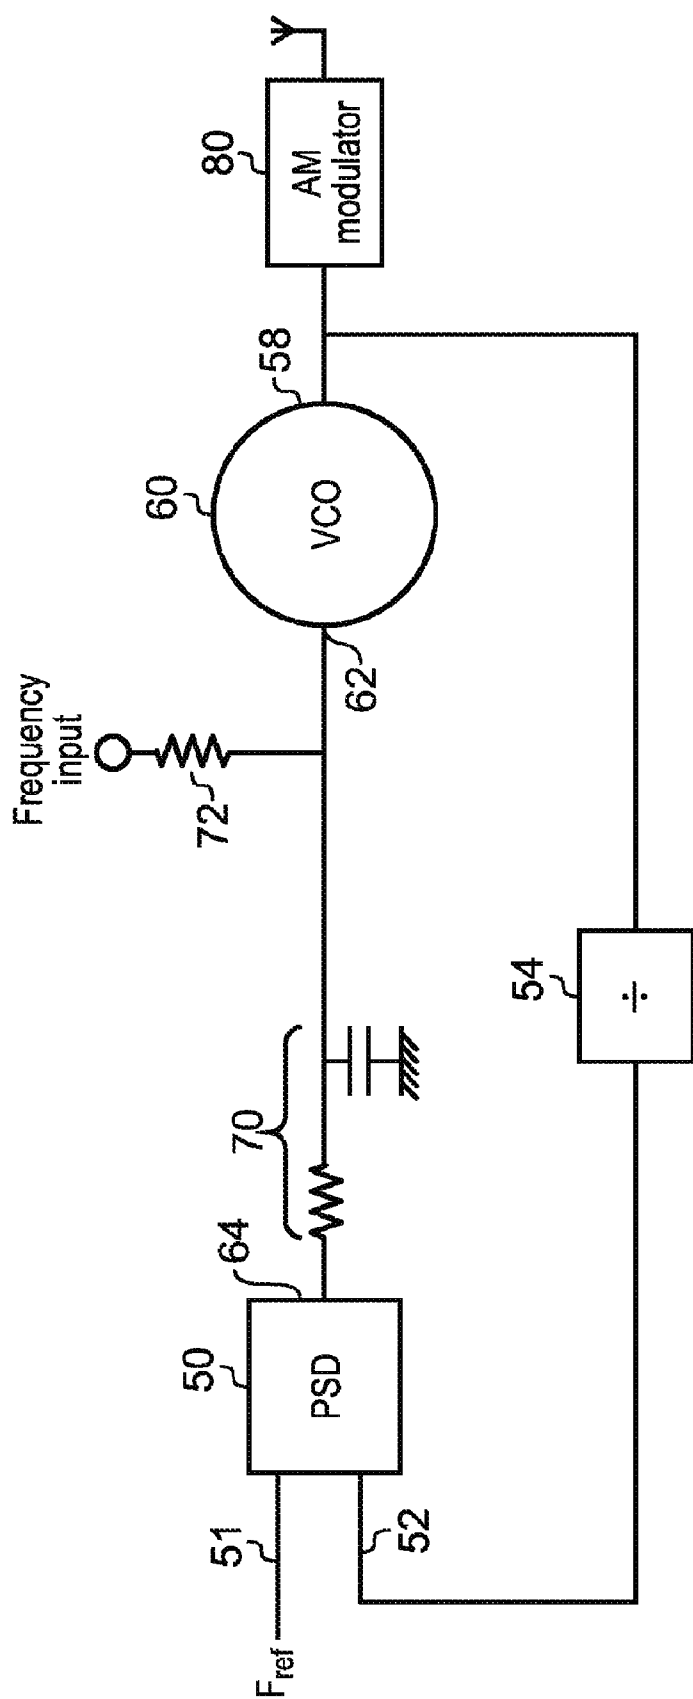 Frequency
input
72
60
VCO
58
62
80
AM
modulator
70
64
50
PSD
51
F_ref
52
54
÷